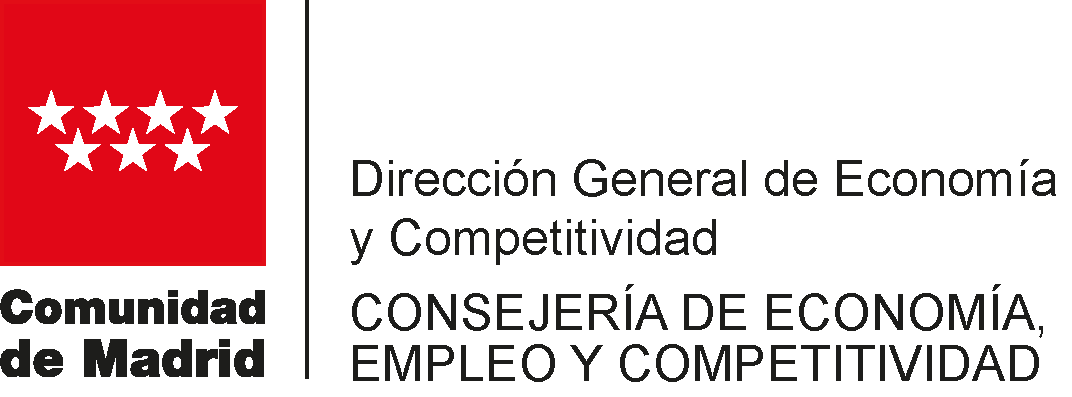 Comunidad
de Madrid
Dirección General de Economía
y Competitividad
CONSEJERÍA DE ECONOMÍA,
EMPLEO Y COMPETITIVIDAD